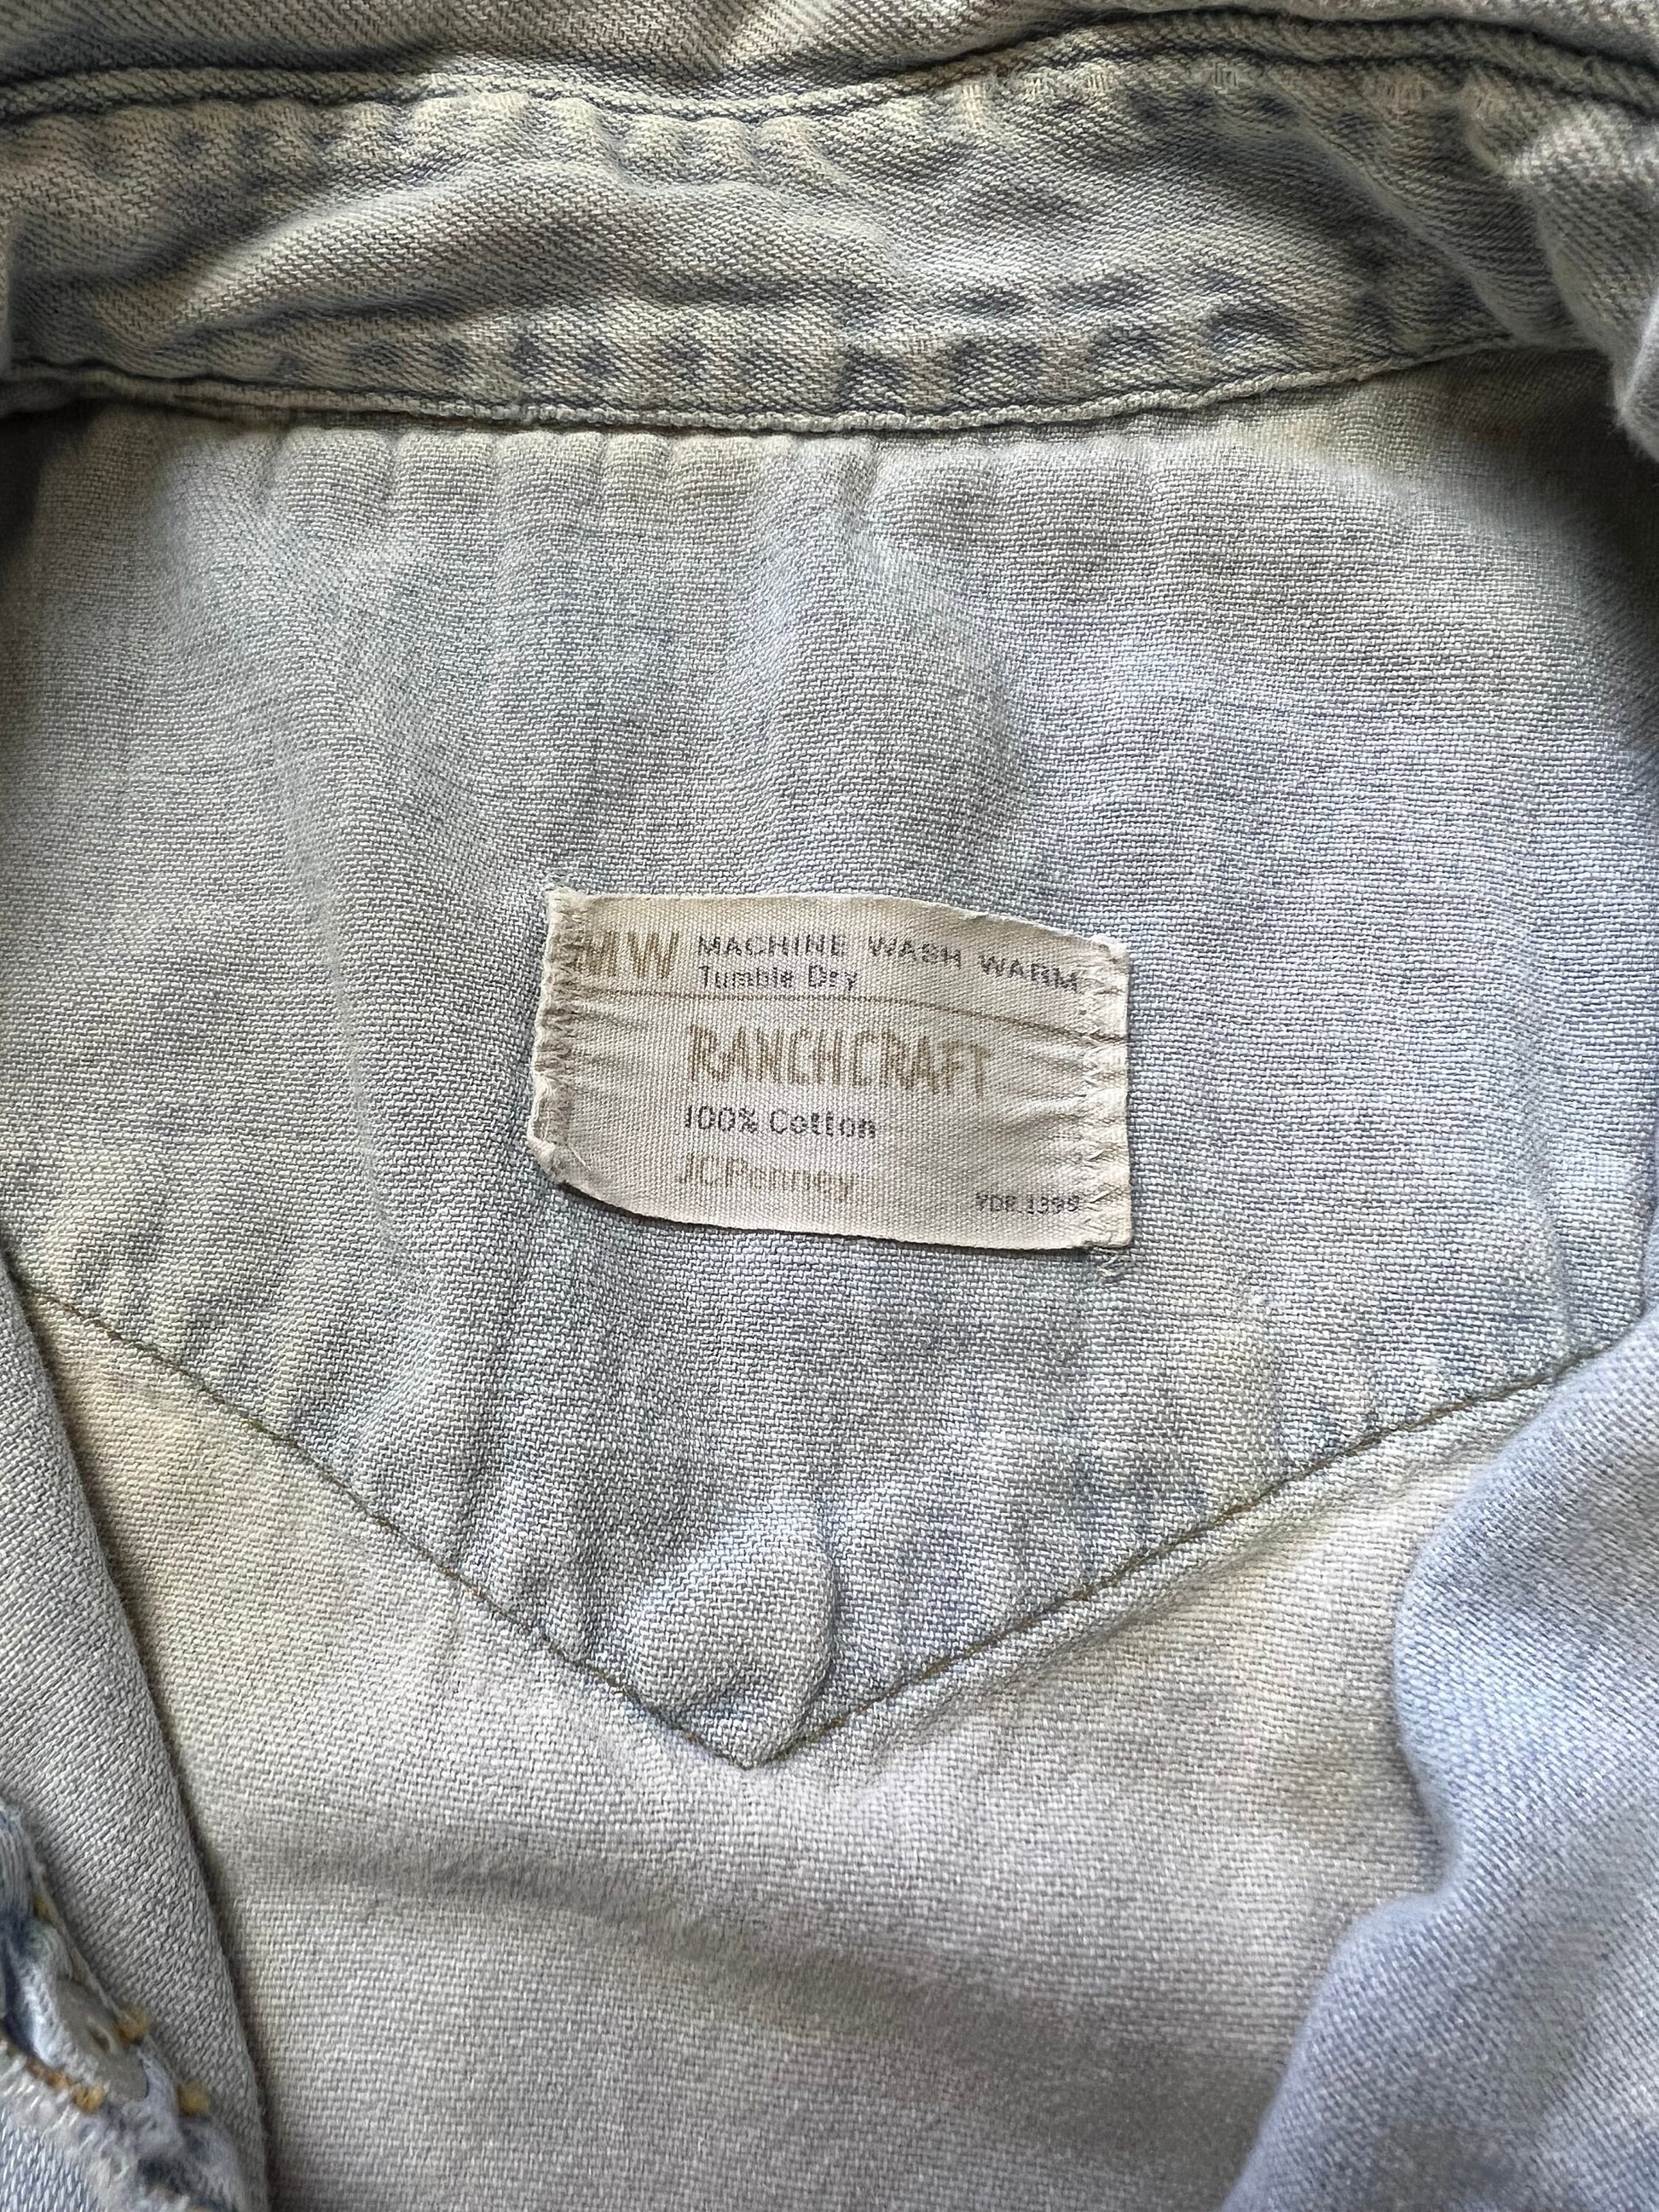 MW MACHINE WASH WARM
Tumble Dry
RANCHCRAFT
100% Cotton
JCPenney